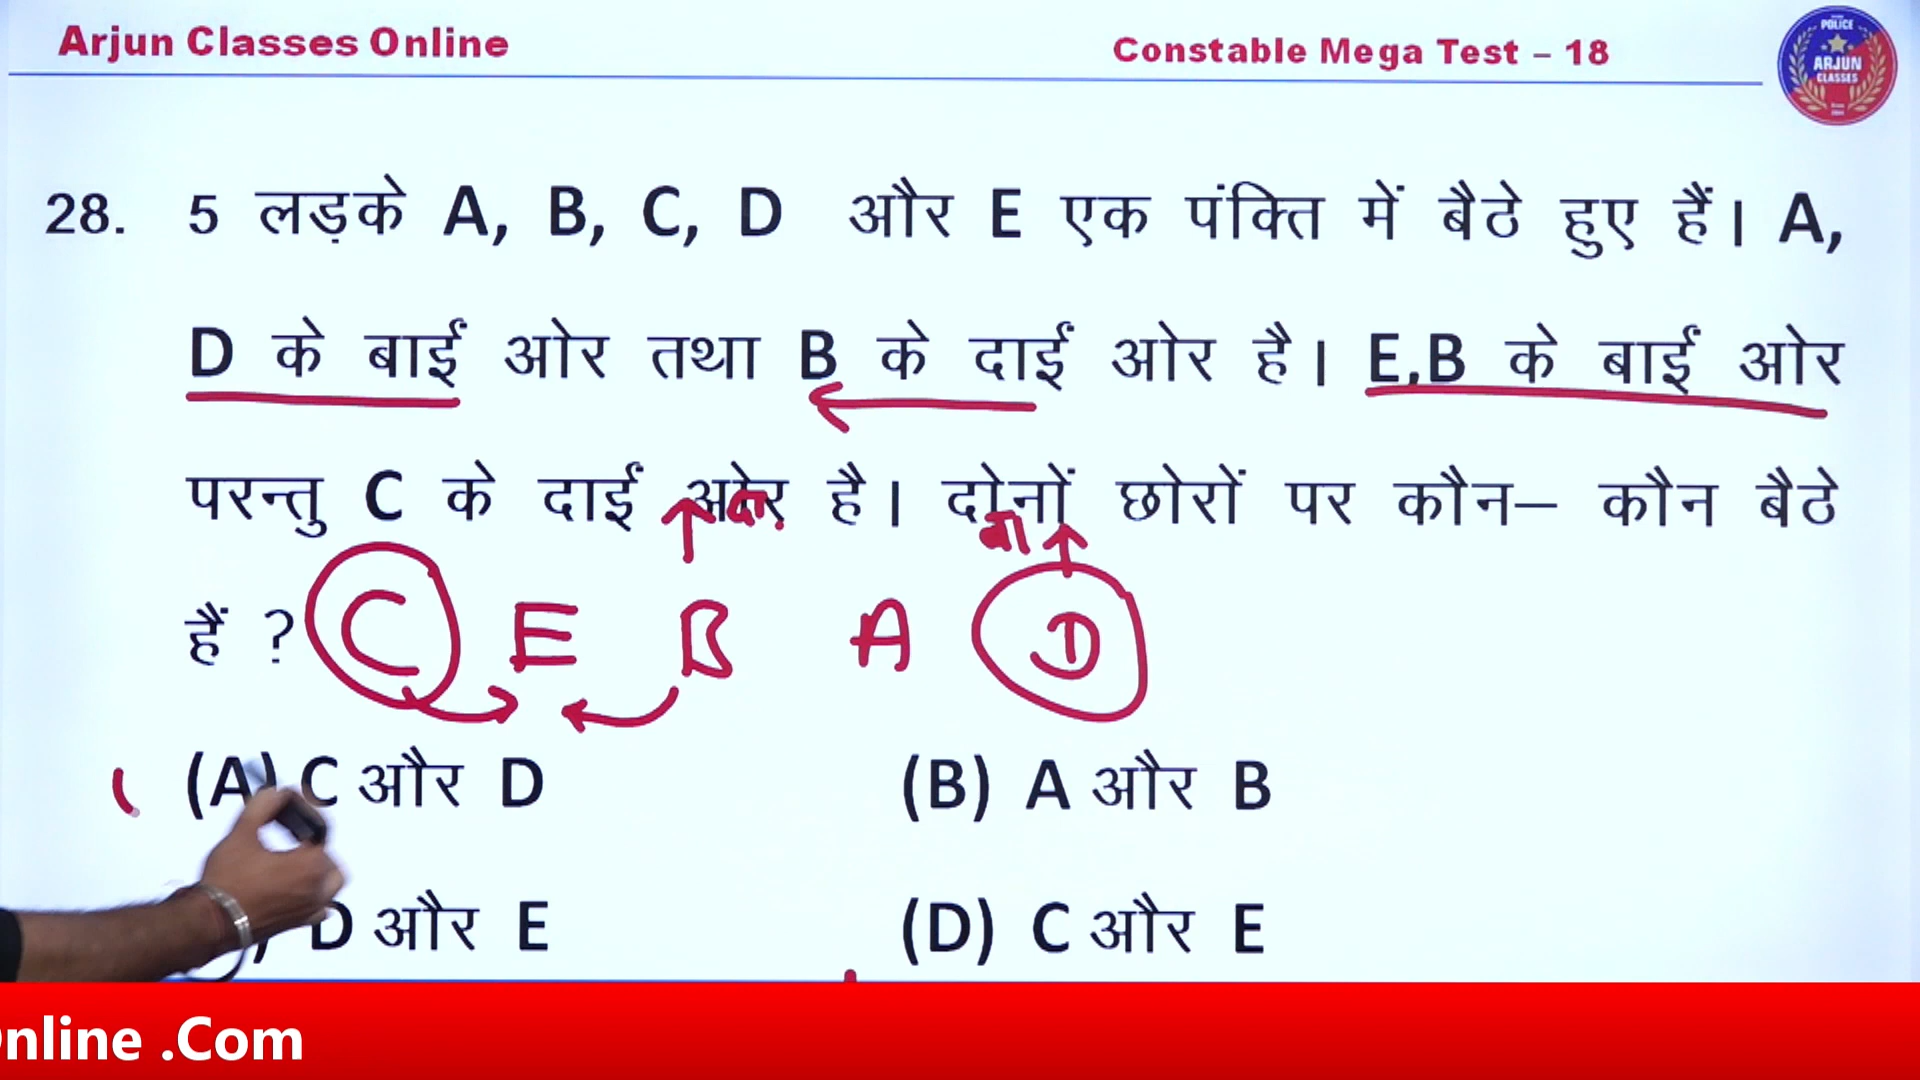 Arjun Classes Online
Constable Mega Test – 18
POLICE
ARJUN
CLASSES
28. 5 लड़के A, B, C, D और E एक पंक्ति में बैठे हुए हैं। A,
D के बाईं ओर तथा B के दाईं ओर है। E,B के बाईं ओर
परन्तु C के दाईं ओर है। दोनों छोरों पर कौन– कौन बैठे
दा.
बा
हैं ?
C E B A D
(A) C और D
(B) A और B
D और E
(D) C और E
nline .Com